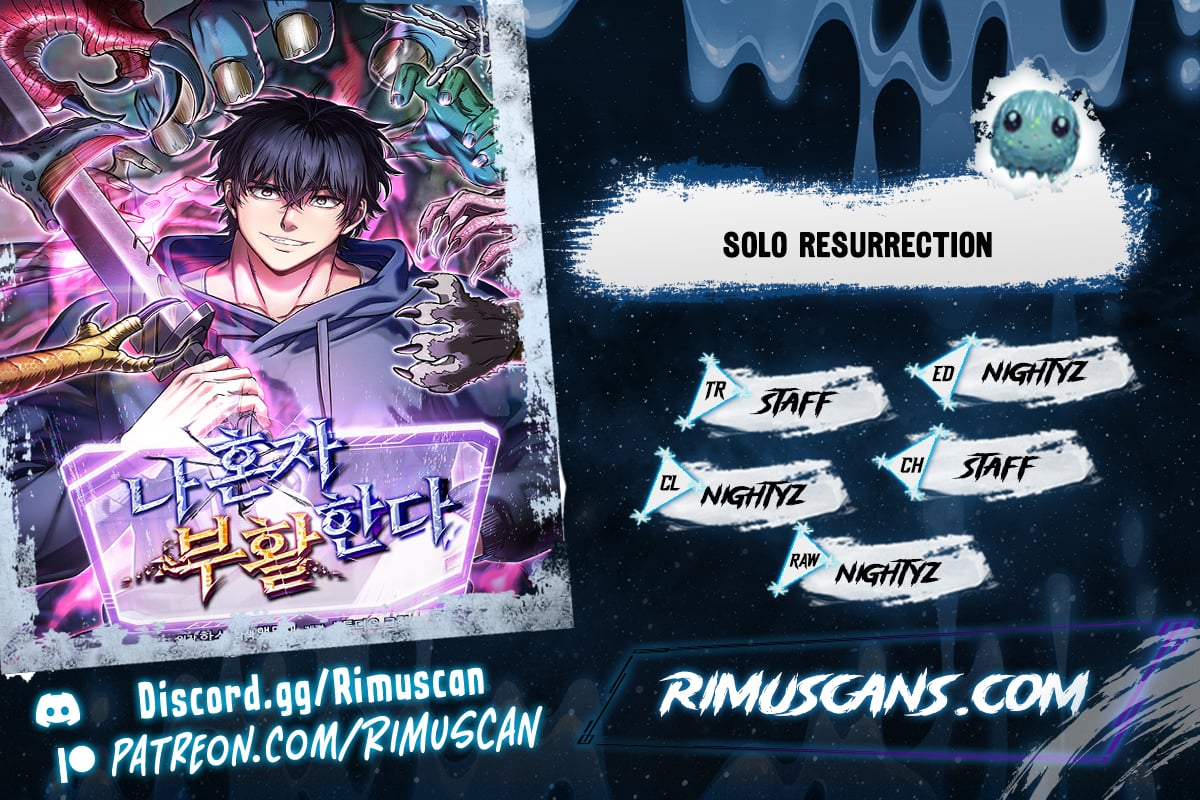 나 혼자
부활 한다
SOLO RESURRECTION
TR
STAFF
ED
NIGHTYZ
CL
NIGHTYZ
CH
STAFF
RAW
NIGHTYZ
Discord.gg/Rimuscan
PATREON.COM/RIMUSCAN
RIMUSCANS.COM